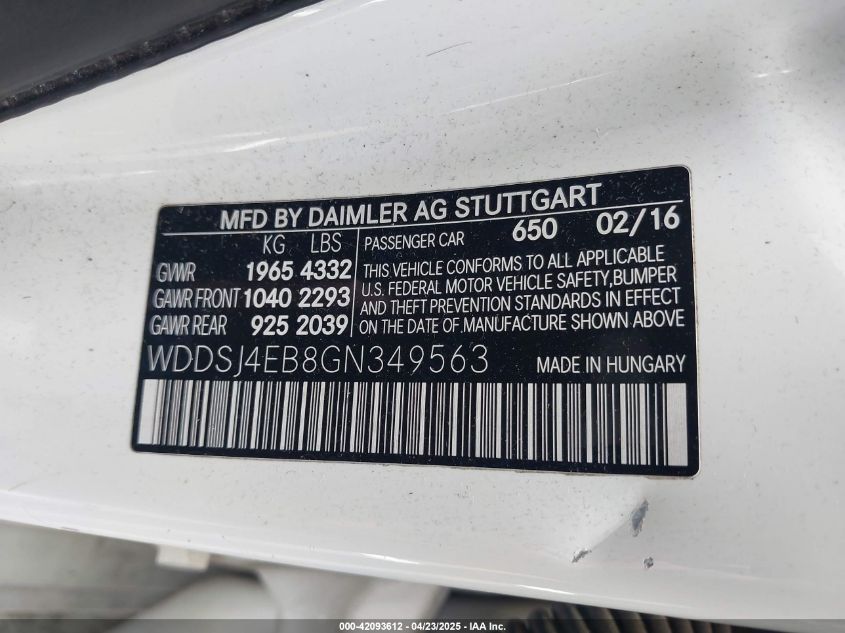 MFD BY DAIMLER AG STUTTGART
KG LBS
GVWR 1965 4332
GAWR FRONT 1040 2293
GAWR REAR 925 2039
PASSENGER CAR 650 02/16
THIS VEHICLE CONFORMS TO ALL APPLICABLE
U.S. FEDERAL MOTOR VEHICLE SAFETY, BUMPER
AND THEFT PREVENTION STANDARDS IN EFFECT
ON THE DATE OF MANUFACTURE SHOWN ABOVE
WDDSJ4EB8GN349563 MADE IN HUNGARY
000-42093612 - 04/23/2025 - IAA Inc.